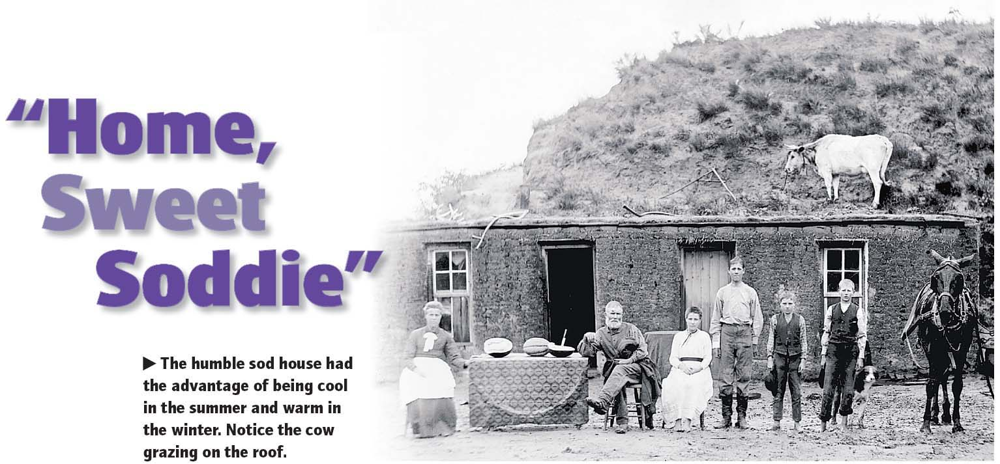 “Home,
Sweet
Soddie”
▶ The humble sod house had
the advantage of being cool
in the summer and warm in
the winter. Notice the cow
grazing on the roof.